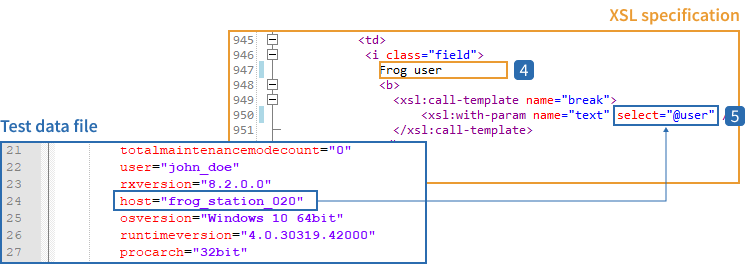 XSL specification
945 <td>
946 <i class="field">
947 Frog user 4
948 <b>
949 <xsl:call-template name="break">
950 <xsl:with-param name="text" select="@user" / 5
951 </xsl:call-template>
Test data file
21 totalmaintenancemodecount="0"
22 user="john_doe"
23 rxversion="8.2.0.0"
24 host="frog_station_020"
25 osversion="Windows 10 64bit"
26 runtimeversion="4.0.30319.42000"
27 procarch="32bit"